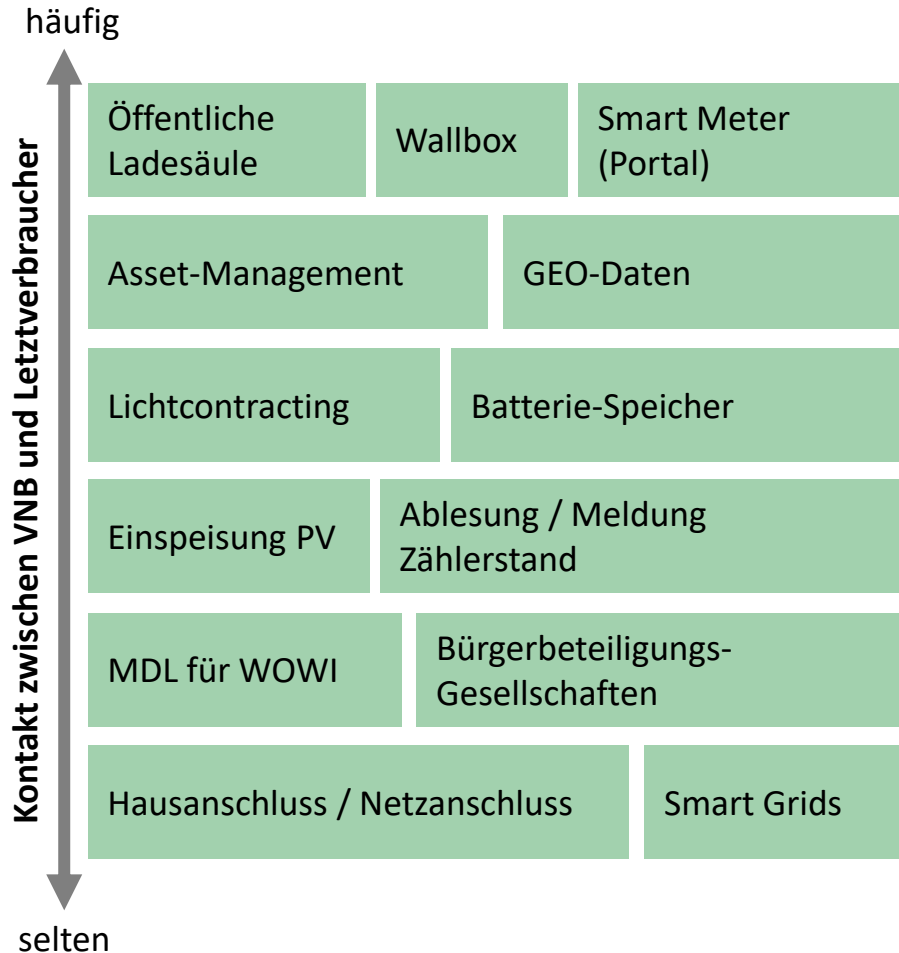 häufig
Kontakt zwischen VNB und Letztverbraucher
Öffentliche
Ladesäule
Wallbox
Smart Meter
(Portal)
Asset-Management
GEO-Daten
Lichtcontracting
Batterie-Speicher
Einspeisung PV
Ablesung / Meldung
Zählerstand
MDL für WOWI
Bürgerbeteiligungs-
Gesellschaften
Hausanschluss / Netzanschluss
Smart Grids
selten